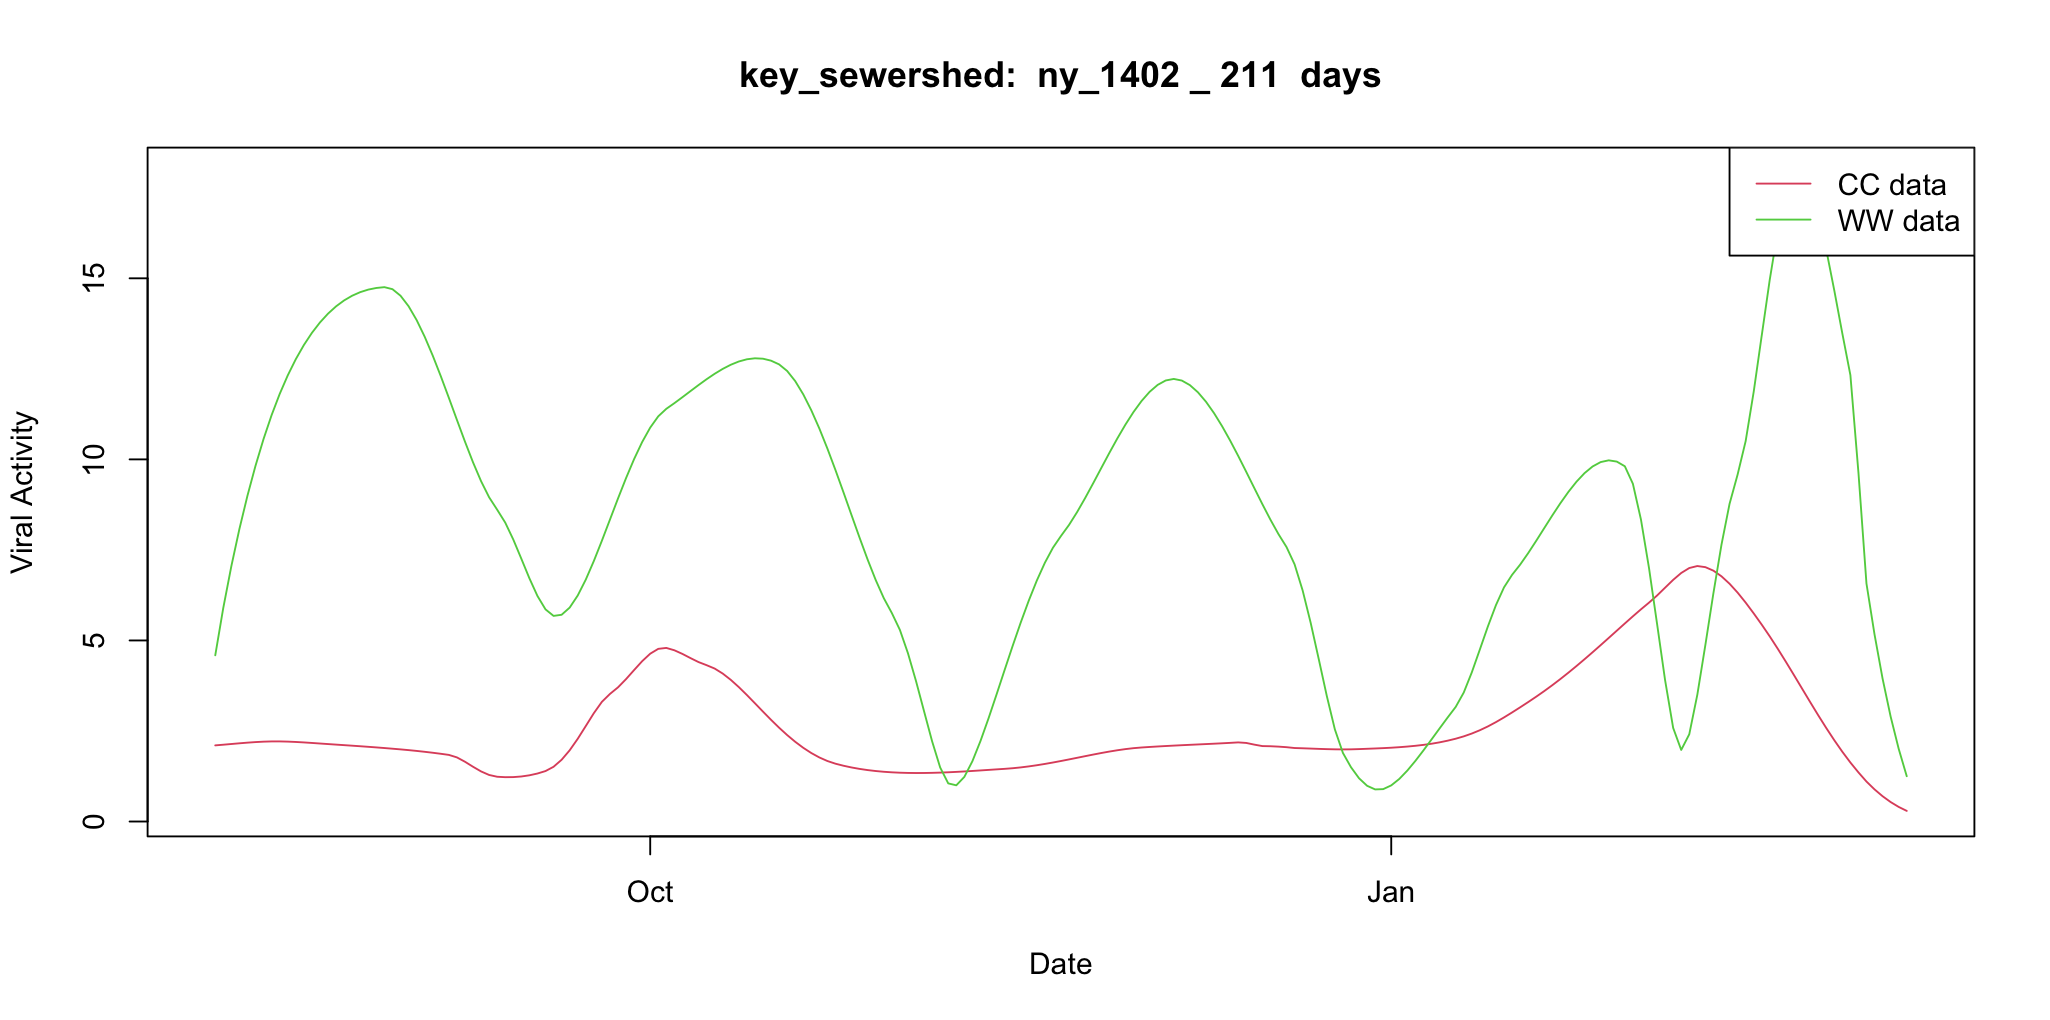 key_sewershed:  ny_1402 _ 211  days
CC data
WW data
Viral Activity
15
10
5
0
Oct
Jan
Date